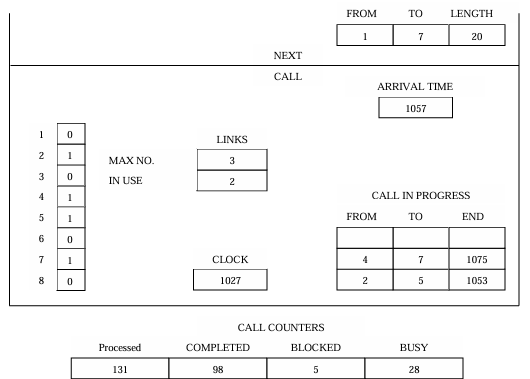 FROM TO LENGTH
1 7 20
NEXT
CALL
ARRIVAL TIME
1057
1 0
2 1
3 0
4 1
5 1
6 0
7 1
8 0
LINKS
MAX NO. 3
IN USE 2
CLOCK
1027
CALL IN PROGRESS
FROM TO END
4 7 1075
2 5 1053
CALL COUNTERS
Processed COMPLETED BLOCKED BUSY
131 98 5 28